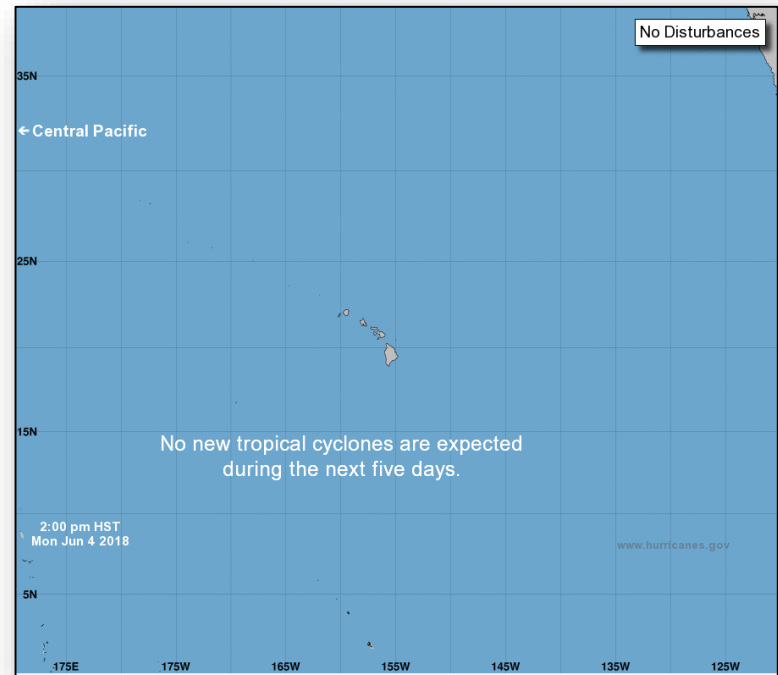 No Disturbances
35N
←Central Pacific
25N
15N
No new tropical cyclones are expected
during the next five days.
2:00 pm HST
Mon Jun 4 2018
www.hurricanes.gov
5N
175E 175W 165W 155W 145W 135W 125W